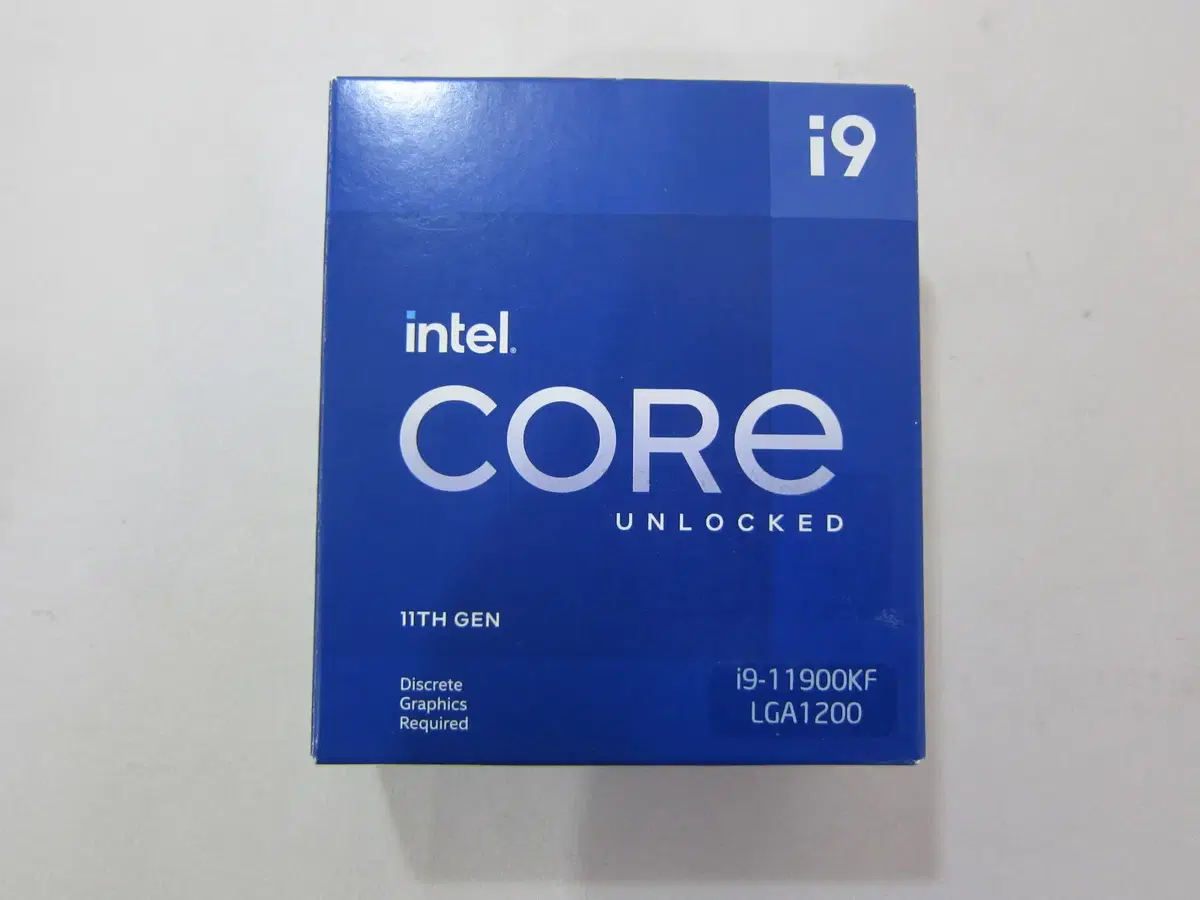 i9
intel.
CORE
UNLOCKED
11TH GEN
Discrete
Graphics
Required
i9-11900KF
LGA1200